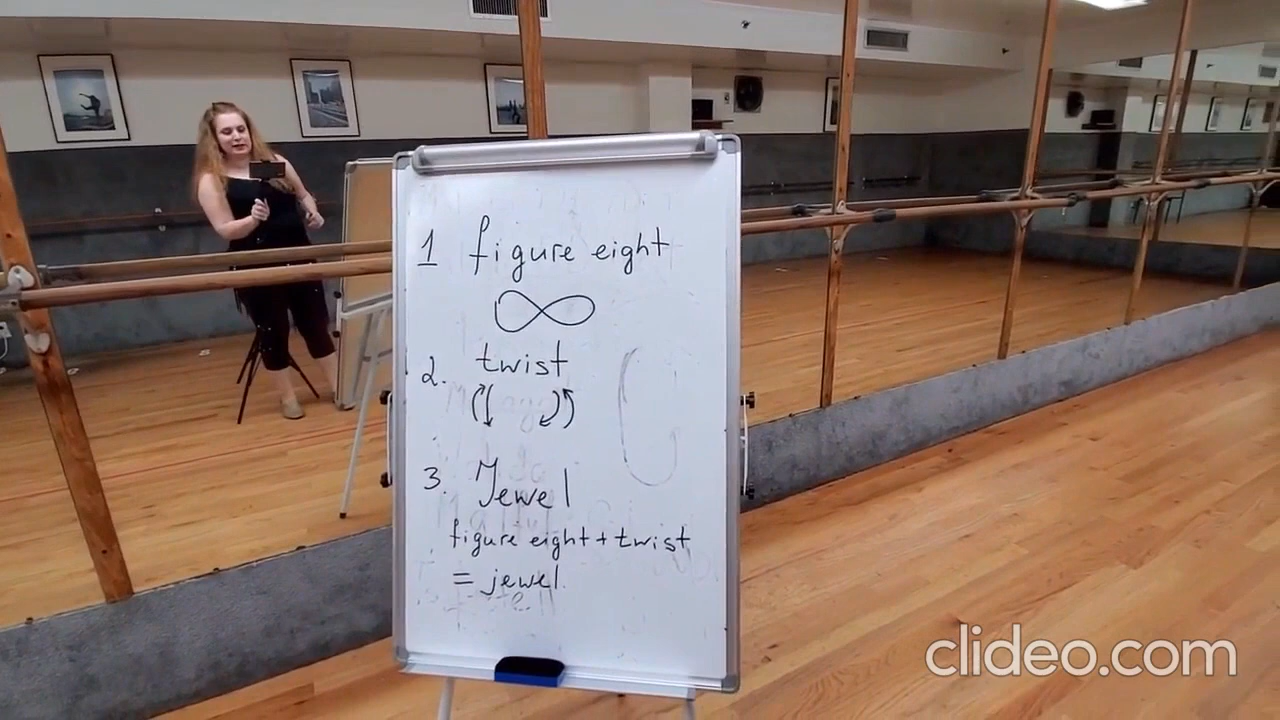 1 figure eight
2. twist
3. Jewel
figure eight + twist
= jewel.
clideo.com